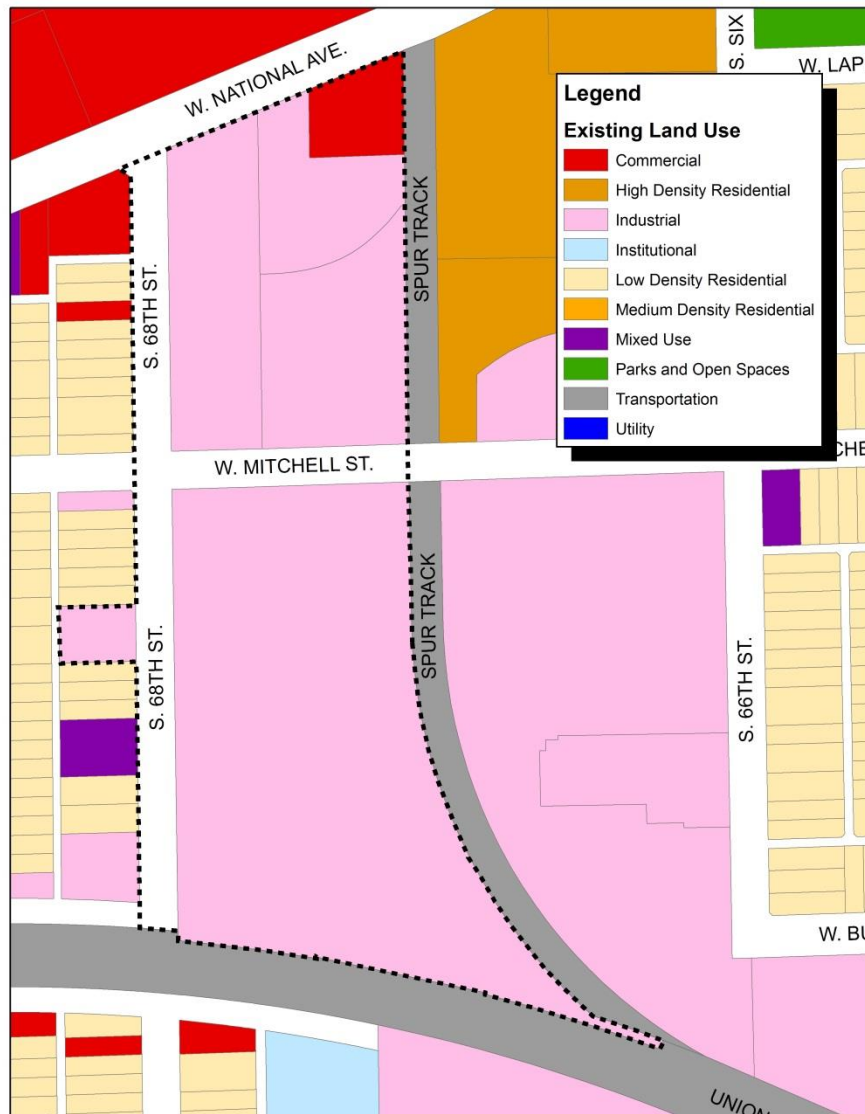 W. NATIONAL AVE.
S. SIX
W. LAP
Legend
Existing Land Use
Commercial
High Density Residential
Industrial
Institutional
Low Density Residential
Medium Density Residential
Mixed Use
Parks and Open Spaces
Transportation
Utility
S. 68TH ST.
SPUR TRACK
W. MITCHELL ST.
CHE
S. 68TH ST.
SPUR TRACK
S. 66TH ST.
W. BU
UNION